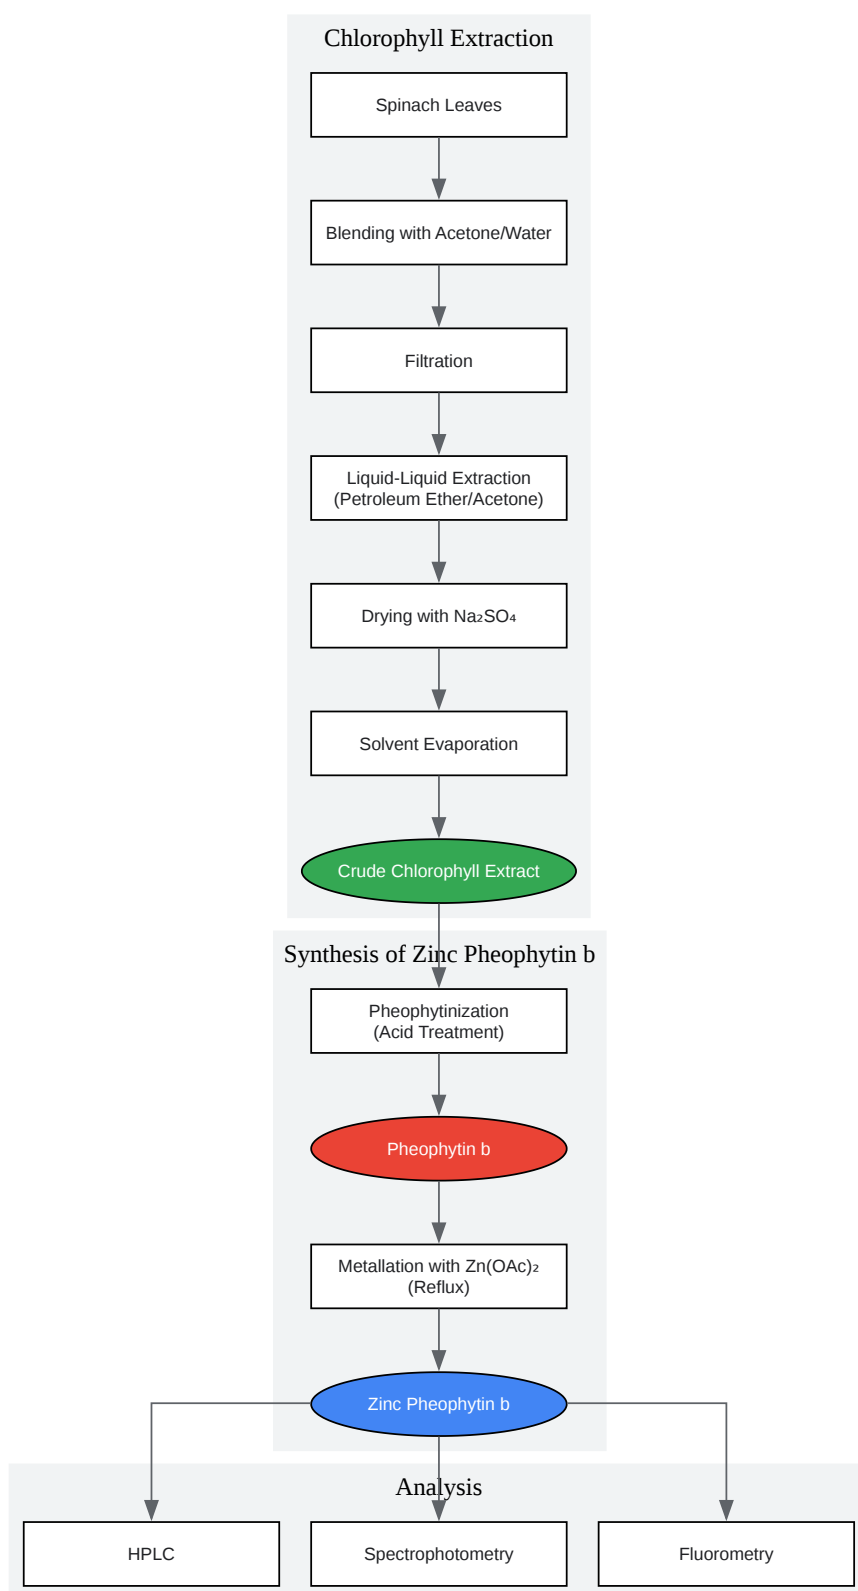 Chlorophyll Extraction
Spinach Leaves
Blending with Acetone/Water
Filtration
Liquid-Liquid Extraction
(Petroleum Ether/Acetone)
Drying with Na₂SO₄
Solvent Evaporation
Crude Chlorophyll Extract
Synthesis of Zinc Pheophytin b
Pheophytinization
(Acid Treatment)
Pheophytin b
Metallation with Zn(OAc)₂
(Reflux)
Zinc Pheophytin b
Analysis
HPLC
Spectrophotometry
Fluorometry